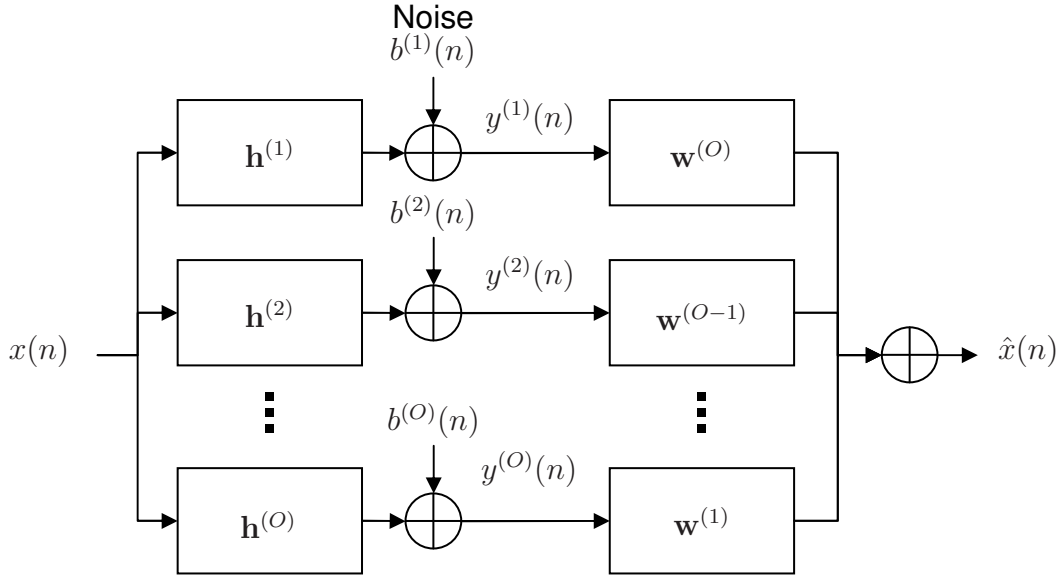 Noise
b^{(1)}(n)
h^{(1)}
y^{(1)}(n)
w^{(O)}
b^{(2)}(n)
h^{(2)}
y^{(2)}(n)
w^{(O−1)}
x(n)
x̂(n)
b^{(O)}(n)
h^{(O)}
y^{(O)}(n)
w^{(1)}